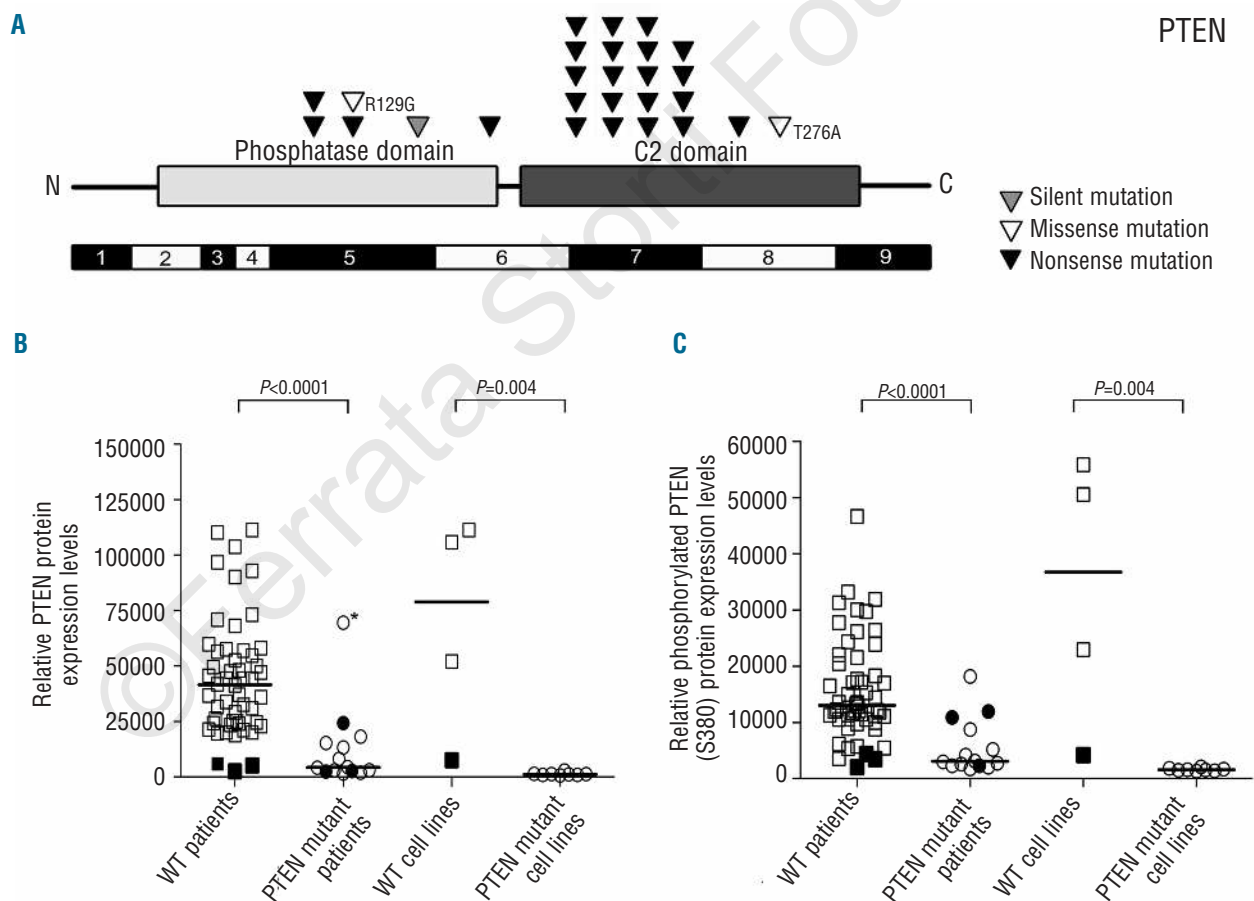 A
PTEN
R129G
T276A
Phosphatase domain
C2 domain
N
C
1 2 3 4 5 6 7 8 9
Silent mutation
Missense mutation
Nonsense mutation
©Ferrata Storti Fou
B
P<0.0001
P=0.004
Relative PTEN protein
expression levels
150000
125000
100000
75000
50000
25000
0
*
WT patients
PTEN mutant
patients
WT cell lines
PTEN mutant
cell lines
C
P<0.0001
P=0.004
Relative phosphorylated PTEN
(S380) protein expression levels
60000
50000
40000
30000
20000
10000
0
WT patients
PTEN mutant
patients
WT cell lines
PTEN mutant
cell lines